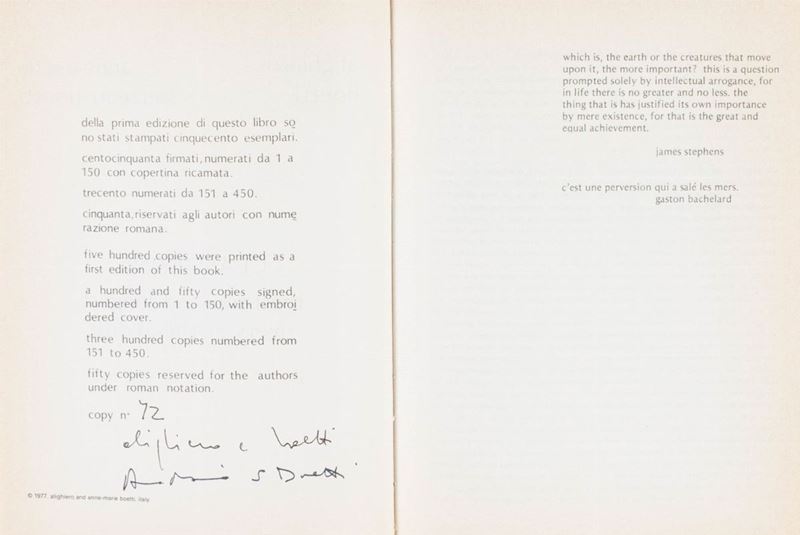 della prima edizione di questo libro so
no stati stampati cinquecento esemplari.
centocinquanta firmati, numerati da 1 a
150 con copertina ricamata.
trecento numerati da 151 a 450.
cinquanta, riservati agli autori con nume
razione romana.
five hundred copies were printed as a
first edition of this book.
a hundred and fifty copies signed,
numbered from 1 to 150, with embroi
dered cover.
three hundred copies numbered from
151 to 450.
fifty copies reserved for the authors
under roman notation.
copy n° 72
alighiero e boetti
© 1977, alighiero and anne-marie boetti, italy
which is, the earth or the creatures that move
upon it, the more important? this is a question
prompted solely by intellectual arrogance, for
in life there is no greater and no less. the
thing that is has justified its own importance
by mere existence, for that is the great and
equal achievement.
james stephens
c'est une perversion qui a salé les mers.
gaston bachelard